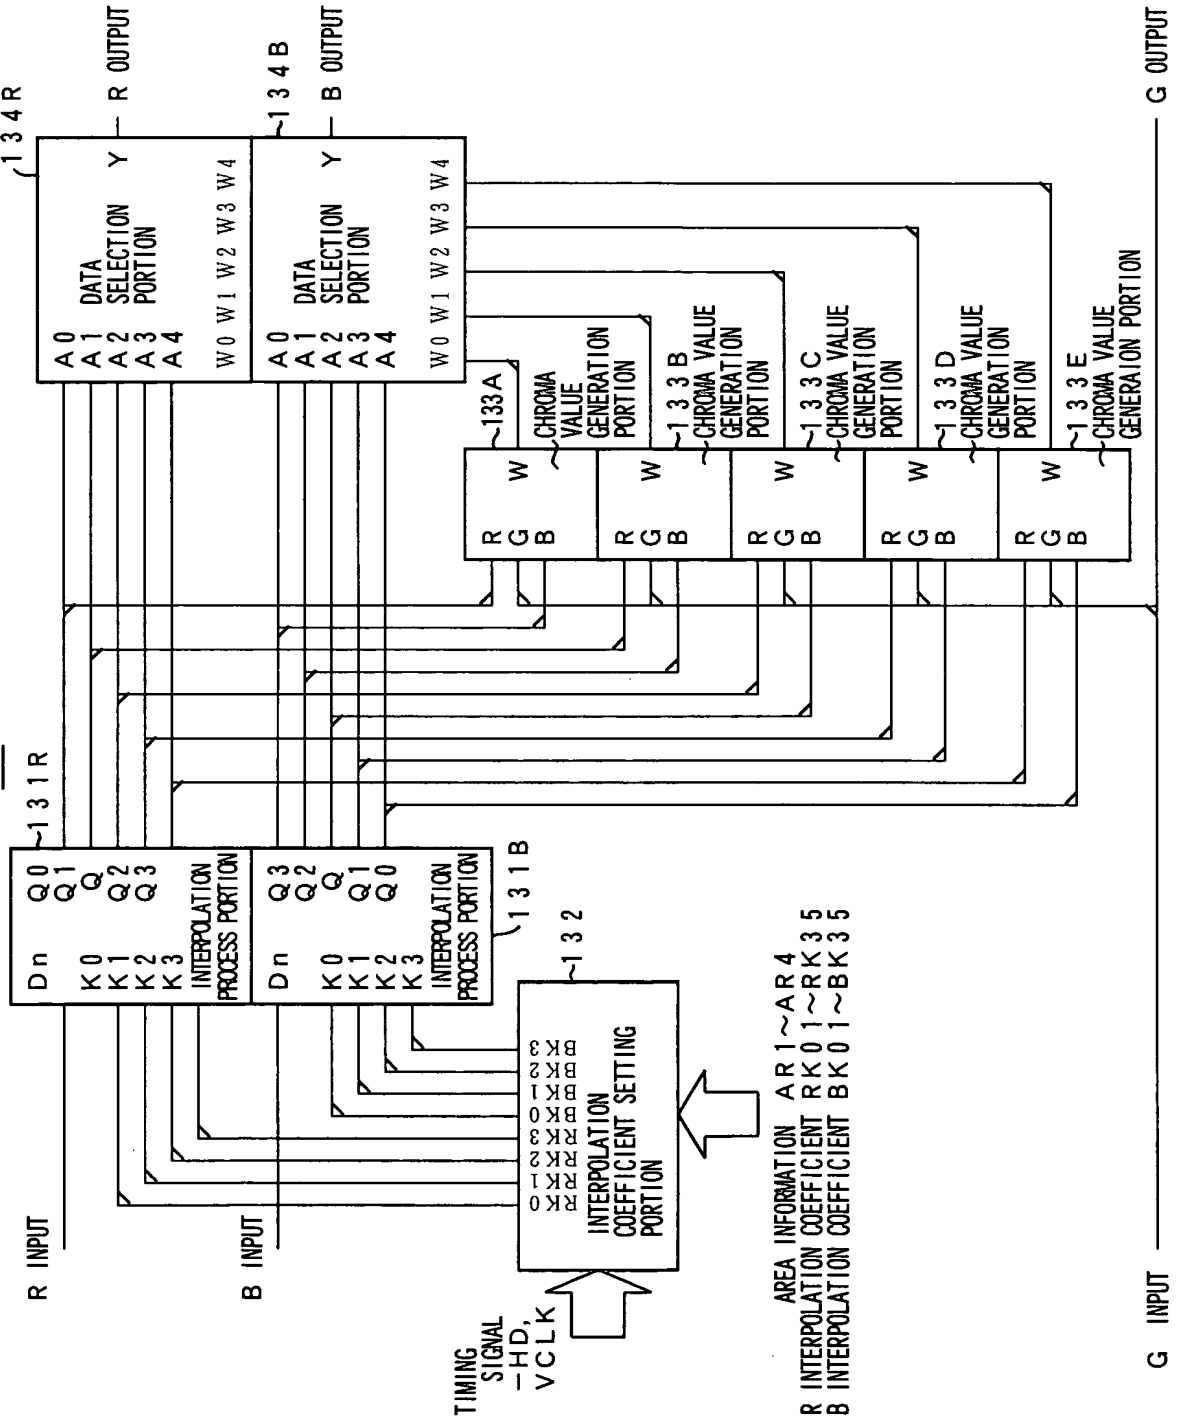 R INPUT
Dn
Q0
Q1
Q
Q2
Q3
K0
K1
K2
K3
INTERPOLATION
PROCESS PORTION
131R
B INPUT
Dn
Q3
Q2
Q
Q1
Q0
K0
K1
K2
K3
INTERPOLATION
PROCESS PORTION
131B
TIMING
SIGNAL
-HD,
VCLK
RK0
RK1
RK2
RK3
BK0
BK1
BK2
BK3
INTERPOLATION
COEFFICIENT SETTING
PORTION
132
AREA INFORMATION AR1~AR4
R INTERPOLATION COEFFICIENT RK01~RK35
B INTERPOLATION COEFFICIENT BK01~BK35
134R
A0
A1
A2
A3
A4
DATA
SELECTION
PORTION
Y
W0 W1 W2 W3 W4
R OUTPUT
134B
A0
A1
A2
A3
A4
DATA
SELECTION
PORTION
Y
W0 W1 W2 W3 W4
B OUTPUT
R
G
B
W
133A
CHROMA
VALUE
GENERATION
PORTION
R
G
B
W
133B
CHROMA VALUE
GENERATION
PORTION
R
G
B
W
133C
CHROMA VALUE
GENERATION
PORTION
R
G
B
W
133D
CHROMA VALUE
GENERATION
PORTION
R
G
B
W
133E
CHROMA VALUE
GENERAION PORTION
G INPUT
G OUTPUT